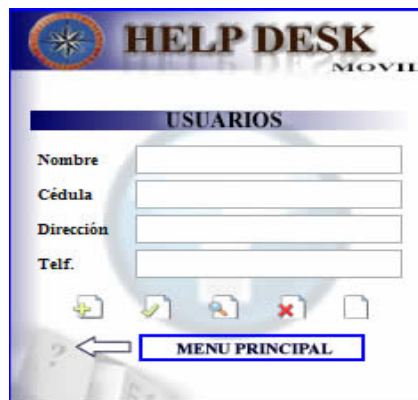 HELP DESK
MOVIL
USUARIOS
Nombre
Cédula
Dirección
Telf.
?
MENU PRINCIPAL